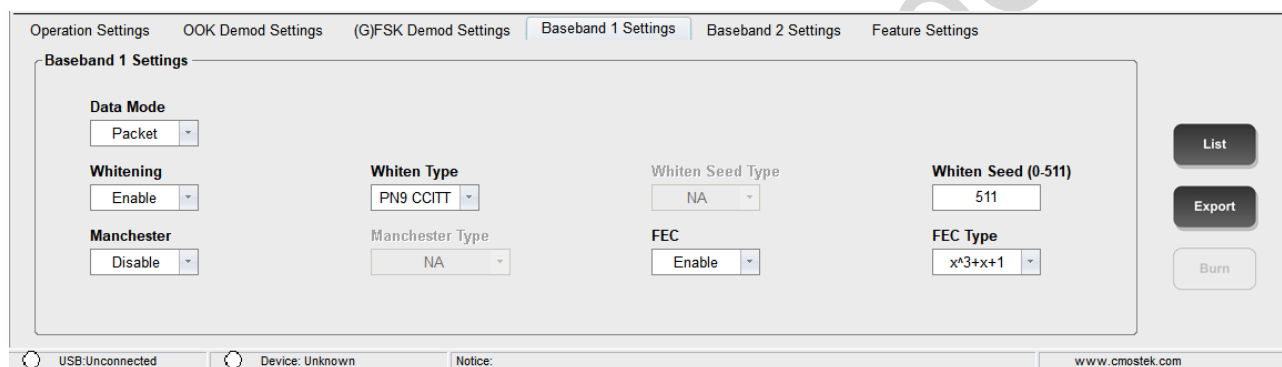 Operation Settings OOK Demod Settings (G)FSK Demod Settings Baseband 1 Settings Baseband 2 Settings Feature Settings
Baseband 1 Settings
Data Mode
Packet
List
Whitening Whiten Type Whiten Seed Type Whiten Seed (0-511)
Enable PN9 CCITT NA 511
Export
Manchester Manchester Type FEC FEC Type
Disable NA Enable x^3+x+1
Burn
USB:Unconnected Device: Unknown Notice: www.cmostek.com